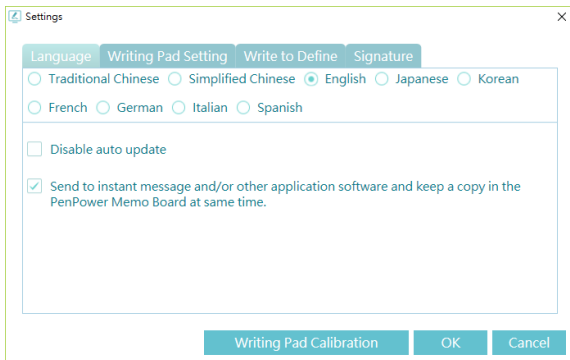 Settings
Language Writing Pad Setting Write to Define Signature
Traditional Chinese Simplified Chinese English Japanese Korean
French German Italian Spanish
Disable auto update
Send to instant message and/or other application software and keep a copy in the
PenPower Memo Board at same time.
Writing Pad Calibration OK Cancel